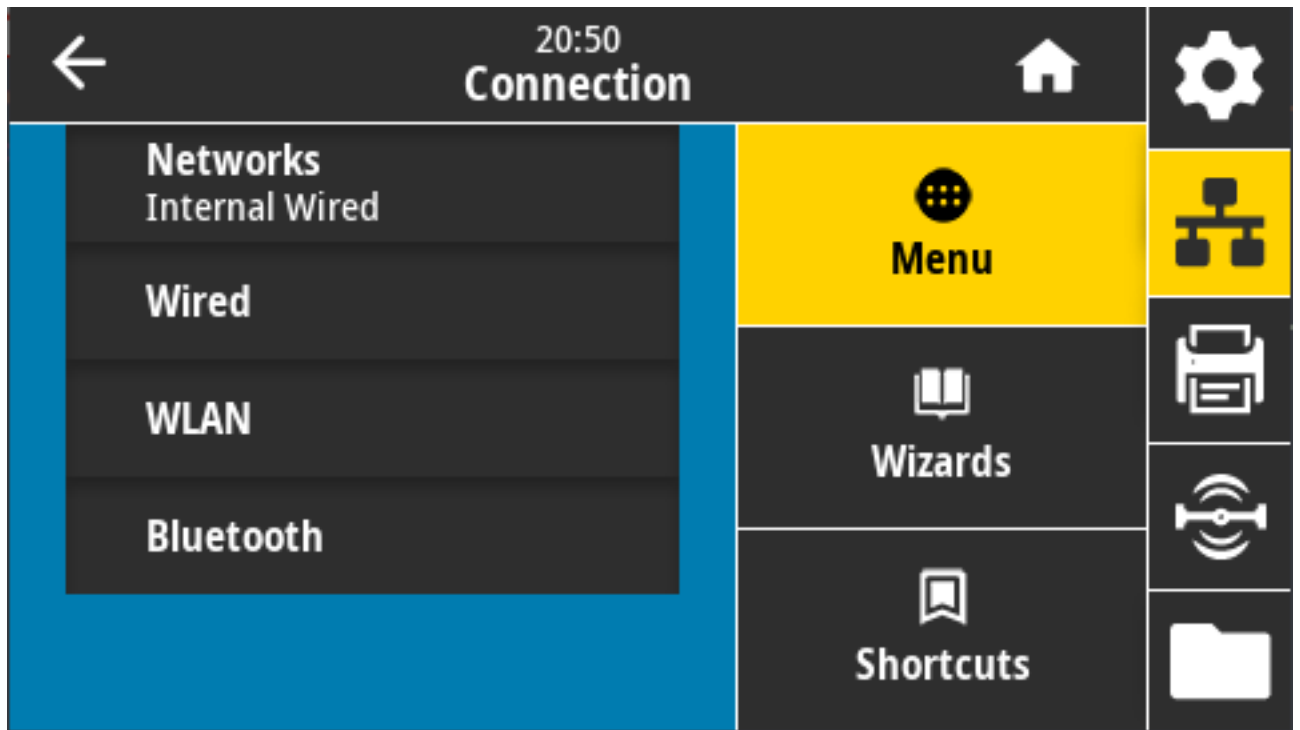 20:50
Connection
Networks
Internal Wired
Wired
WLAN
Bluetooth
Menu
Wizards
Shortcuts